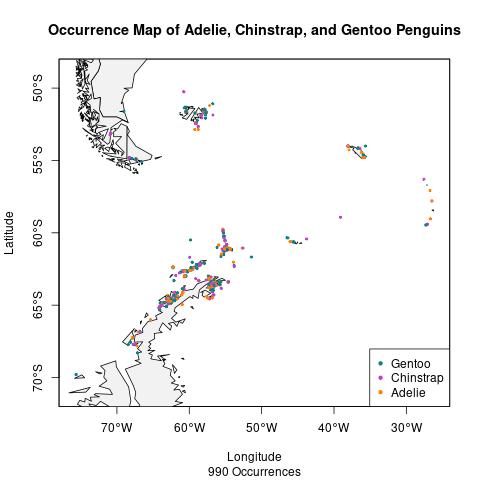 Occurrence Map of Adelie, Chinstrap, and Gentoo Penguins
50°S
55°S
60°S
65°S
70°S
Latitude
Gentoo
Chinstrap
Adelie
70°W
60°W
50°W
40°W
30°W
Longitude
990 Occurrences